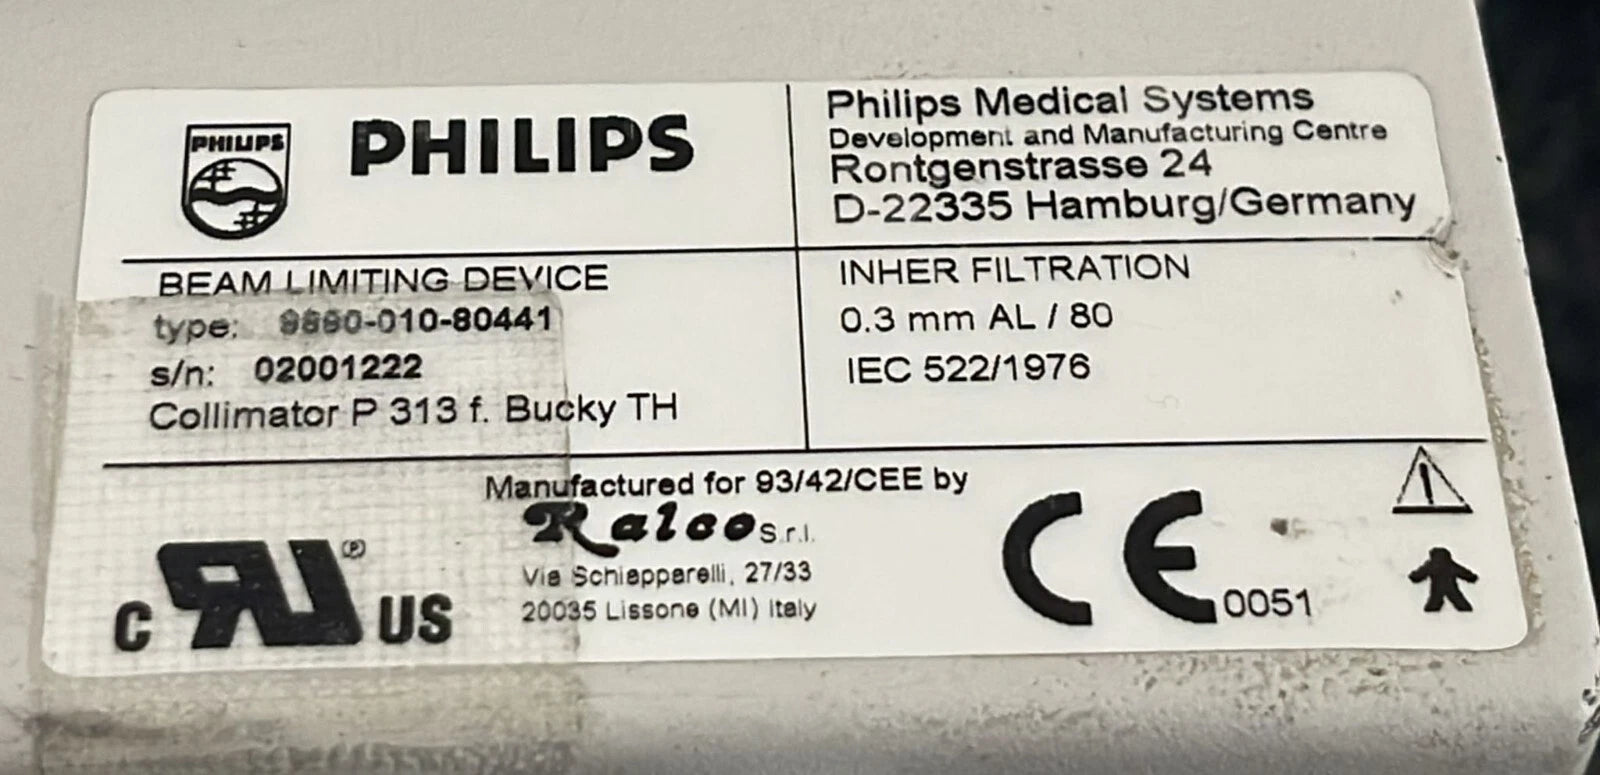 PHILIPS
PHILIPS
Philips Medical Systems
Development and Manufacturing Centre
Rontgenstrasse 24
D-22335 Hamburg/Germany
BEAM LIMITING DEVICE
type: 9890-010-80441
s/n: 02001222
Collimator P 313 f. Bucky TH
INHER FILTRATION
0.3 mm AL / 80
IEC 522/1976
Manufactured for 93/42/CEE by
Ralco S.r.l.
Via Schiapparelli, 27/33
20035 Lissone (MI) Italy
C RU ® US
CE 0051